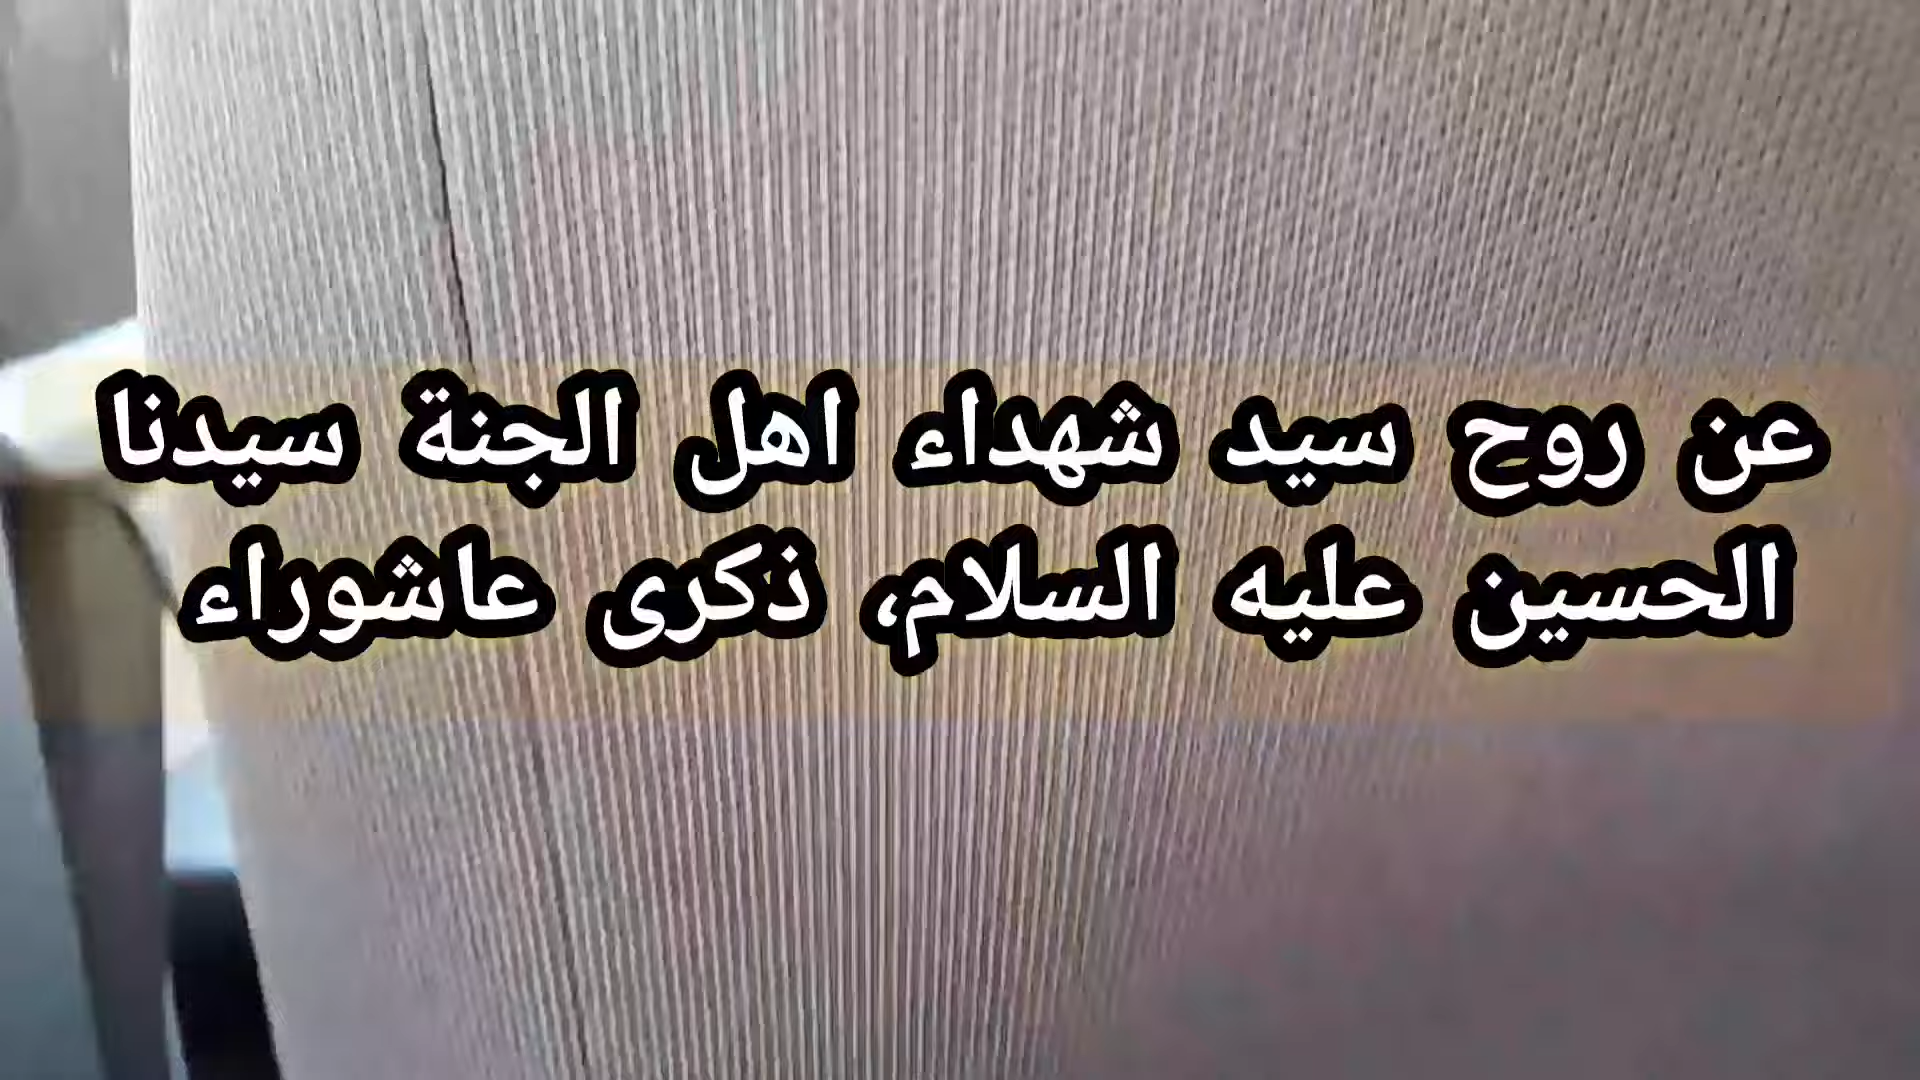 عن روح سيد شهداء اهل الجنة سيدنا
الحسين عليه السلام، ذكرى عاشوراء